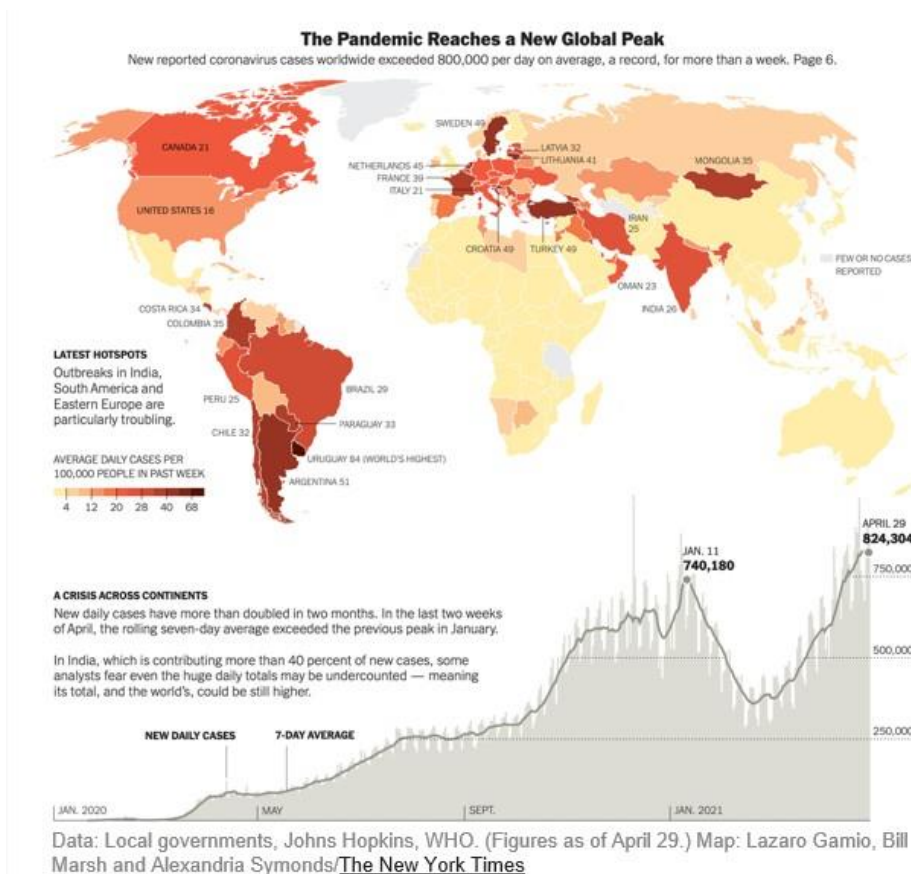 The Pandemic Reaches a New Global Peak
New reported coronavirus cases worldwide exceeded 800,000 per day on average, a record, for more than a week. Page 6.
SWEDEN 49
CANADA 21
LATVIA 32
LITHUANIA 41
MONGOLIA 35
NETHERLANDS 45
FRANCE 39
ITALY 21
UNITED STATES 16
IRAN
25
CROATIA 49
TURKEY 49
FEW OR NO CASES
REPORTED
OMAN 23
INDIA 26
COSTA RICA 34
COLOMBIA 35
LATEST HOTSPOTS
Outbreaks in India,
South America and
Eastern Europe are
particularly troubling.
BRAZIL 29
PERU 25
PARAGUAY 33
CHILE 32
URUGUAY 84 (WORLD'S HIGHEST)
ARGENTINA 51
AVERAGE DAILY CASES PER
100,000 PEOPLE IN PAST WEEK
4 12 20 28 40 68
APRIL 29
824,304
JAN. 11
740,180
750,000
A CRISIS ACROSS CONTINENTS
New daily cases have more than doubled in two months. In the last two weeks
of April, the rolling seven-day average exceeded the previous peak in January.
In India, which is contributing more than 40 percent of new cases, some
analysts fear even the huge daily totals may be undercounted — meaning
its total, and the world's, could be still higher.
500,000
NEW DAILY CASES
7-DAY AVERAGE
250,000
JAN. 2020
MAY
SEPT.
JAN. 2021
Data: Local governments, Johns Hopkins, WHO. (Figures as of April 29.) Map: Lazaro Gamio, Bill
Marsh and Alexandria Symonds/The New York Times